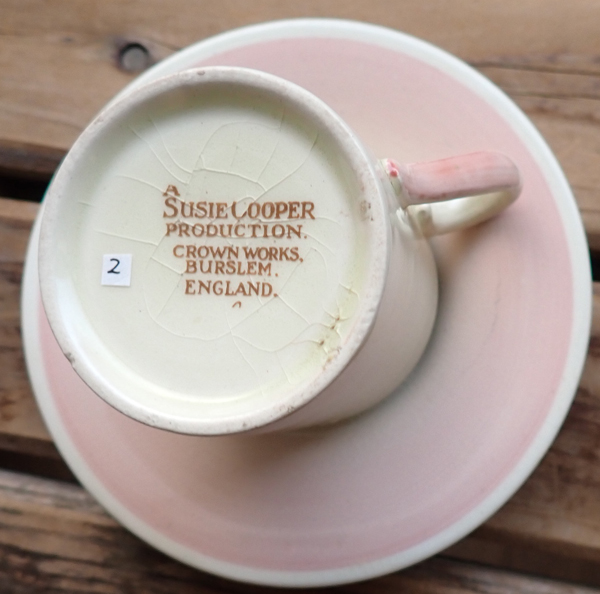 A
SUSIE COOPER
PRODUCTION.
CROWN WORKS,
BURSLEM.
ENGLAND.
2